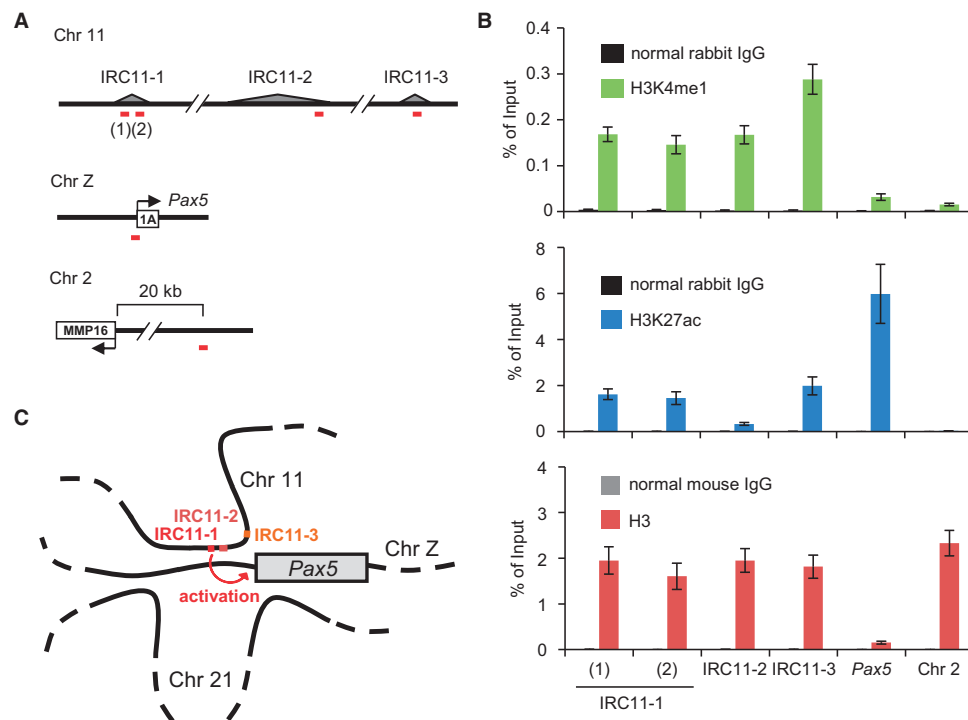 A
Chr 11
IRC11-1 IRC11-2 IRC11-3
(1)(2)
Chr Z
Pax5
1A
Chr 2
20 kb
MMP16
B
0.4
0.3
0.2
0.1
0
% of Input
normal rabbit IgG
H3K4me1
8
6
4
2
0
% of Input
normal rabbit IgG
H3K27ac
4
3
2
1
0
% of Input
normal mouse IgG
H3
(1) (2) IRC11-2 IRC11-3 Pax5 Chr 2
IRC11-1
C
Chr 11
IRC11-2
IRC11-1 IRC11-3
Chr Z
Pax5
activation
Chr 21